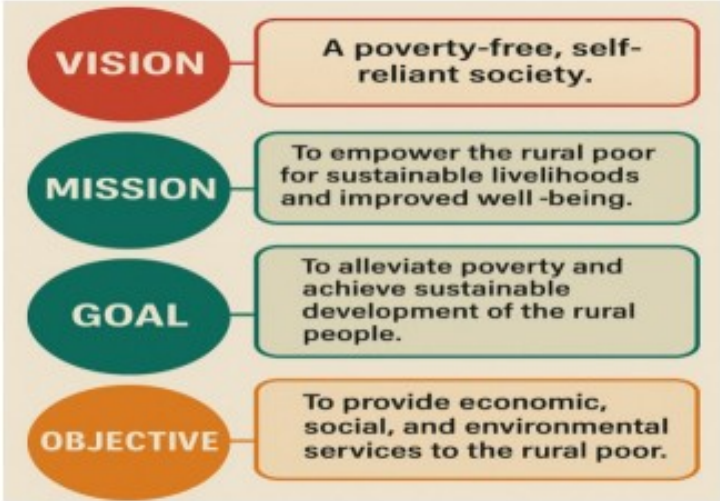 VISION
A poverty-free, self-
reliant society.
MISSION
To empower the rural poor
for sustainable livelihoods
and improved well -being.
GOAL
To alleviate poverty and
achieve sustainable
development of the rural
people.
OBJECTIVE
To provide economic,
social, and environmental
services to the rural poor.